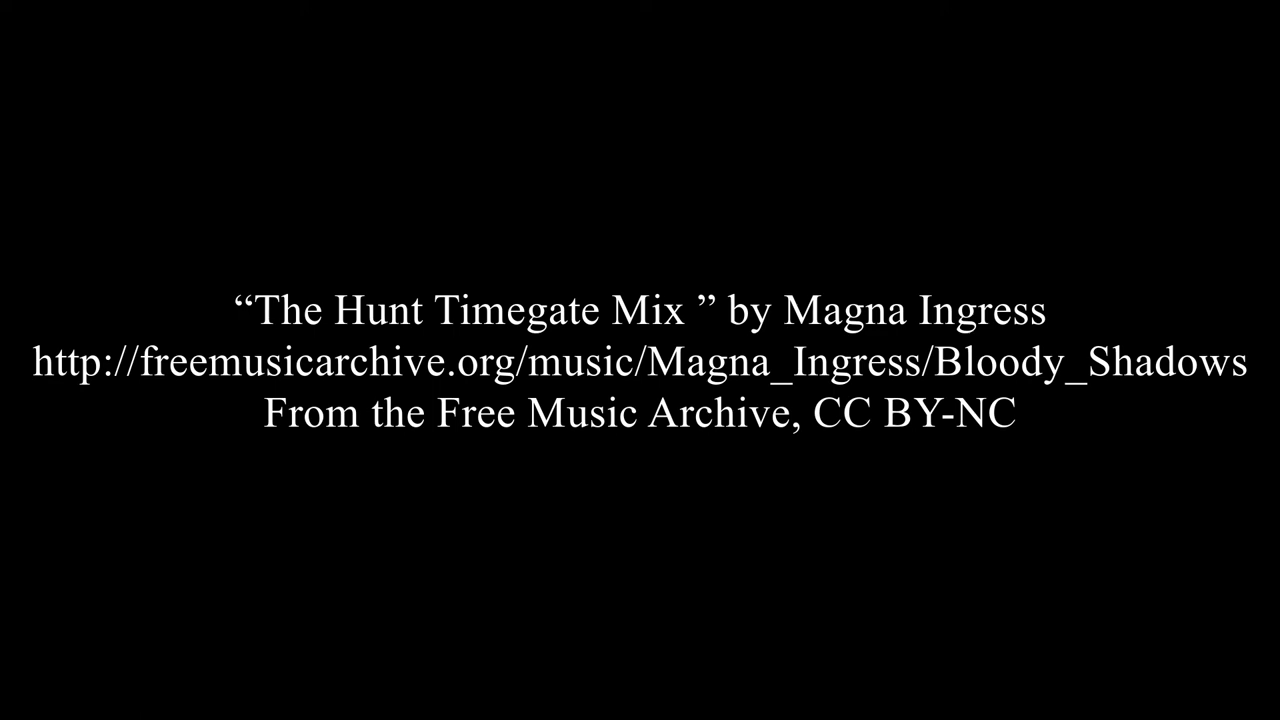 “The Hunt Timegate Mix ” by Magna Ingress
http://freemusicarchive.org/music/Magna_Ingress/Bloody_Shadows
From the Free Music Archive, CC BY-NC